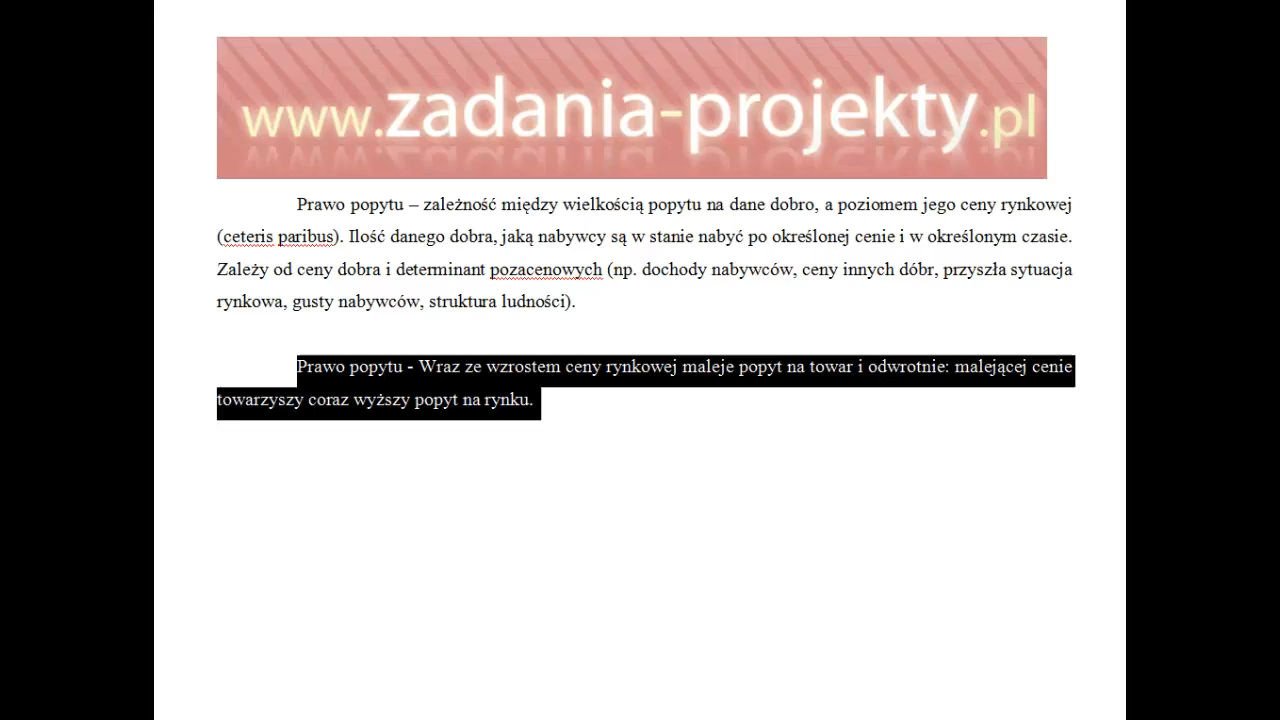 www.zadania-projekty.pl
Prawo popytu – zależność między wielkością popytu na dane dobro, a poziomem jego ceny rynkowej
(ceteris paribus). Ilość danego dobra, jaką nabywcy są w stanie nabyć po określonej cenie i w określonym czasie.
Zależy od ceny dobra i determinant pozacenowych (np. dochody nabywców, ceny innych dóbr, przyszła sytuacja
rynkowa, gusty nabywców, struktura ludności).
Prawo popytu - Wraz ze wzrostem ceny rynkowej maleje popyt na towar i odwrotnie: malejącej cenie
towarzyszy coraz wyższy popyt na rynku.